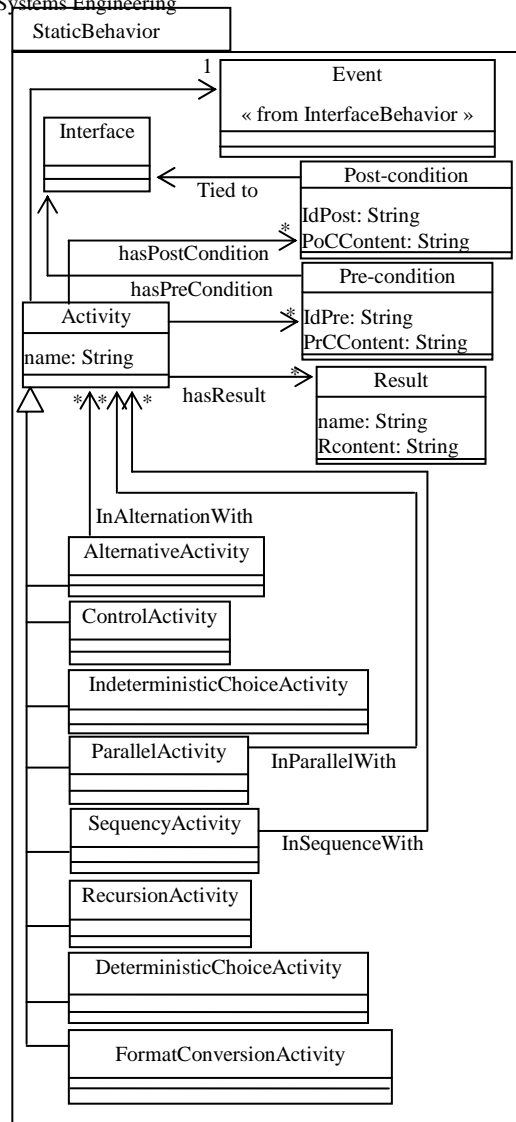 Systems Engineering
StaticBehavior
1
Event
« from InterfaceBehavior »
Interface
Post-condition
Tied to
IdPost: String
*
PoCContent: String
hasPostCondition
Pre-condition
hasPreCondition
Activity
*
IdPre: String
PrCContent: String
name: String
*
Result
hasResult
* * *
name: String
Rcontent: String
InAlternationWith
AlternativeActivity
ControlActivity
IndeterministicChoiceActivity
ParallelActivity
InParallelWith
SequencyActivity
InSequenceWith
RecursionActivity
DeterministicChoiceActivity
FormatConversionActivity